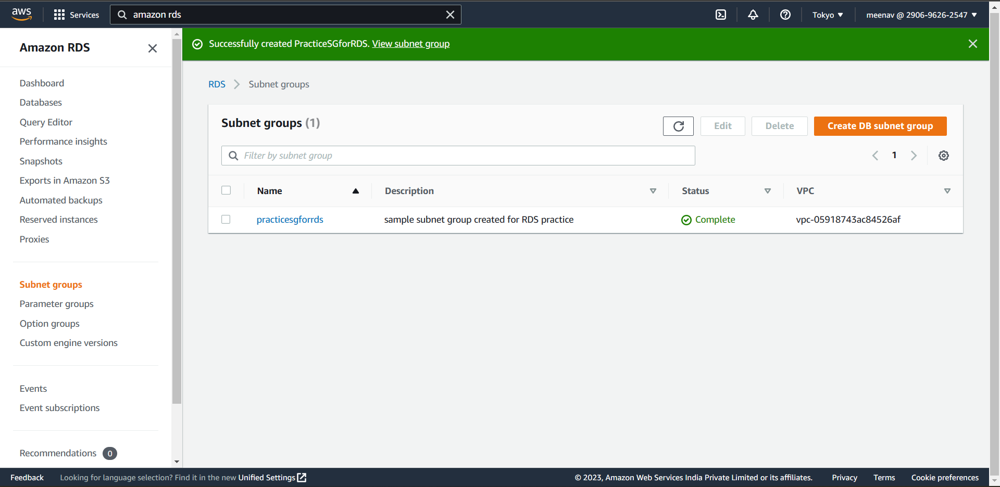 aws Services amazon rds Tokyo meenav @ 2906-9626-2547
Amazon RDS
Dashboard
Databases
Query Editor
Performance insights
Snapshots
Exports in Amazon S3
Automated backups
Reserved instances
Proxies
Subnet groups
Parameter groups
Option groups
Custom engine versions
Events
Event subscriptions
Recommendations 0
Successfully created PracticeSGforRDS. View subnet group
RDS Subnet groups
Subnet groups (1) Edit Delete Create DB subnet group
Filter by subnet group 1
Name Description Status VPC
practicesgforrds sample subnet group created for RDS practice Complete vpc-05918743ac84526af
Feedback Looking for language selection? Find it in the new Unified Settings © 2023, Amazon Web Services India Private Limited or its affiliates. Privacy Terms Cookie preferences